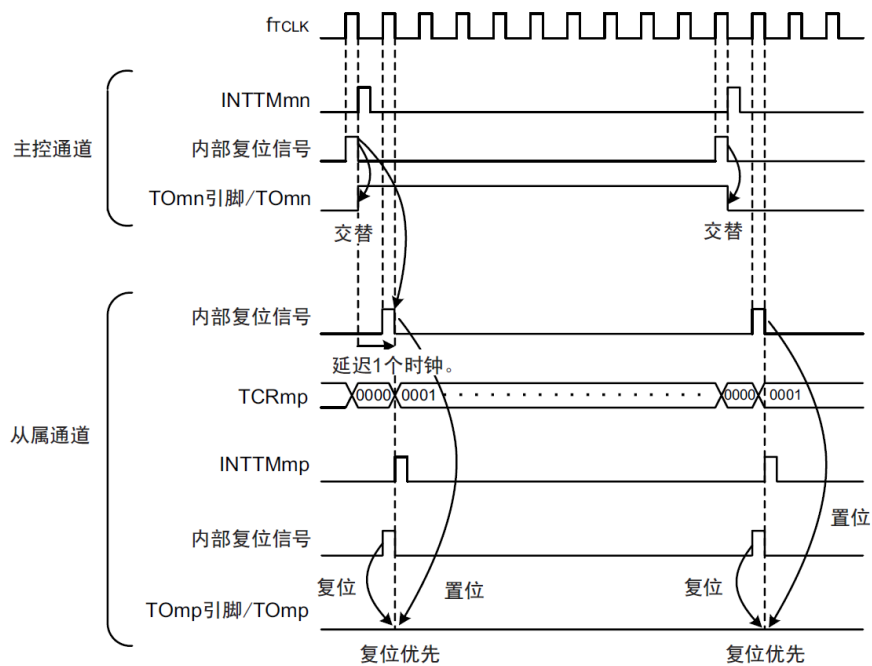 fTCLK
INTTMmn
主控通道
内部复位信号
TOmn引脚/TOmn
交替
交替
内部复位信号
延迟1个时钟。
TCRmp
0000
0001
0000
0001
从属通道
INTTMmp
置位
内部复位信号
复位
置位
复位
TOmp引脚/TOmp
复位优先
复位优先